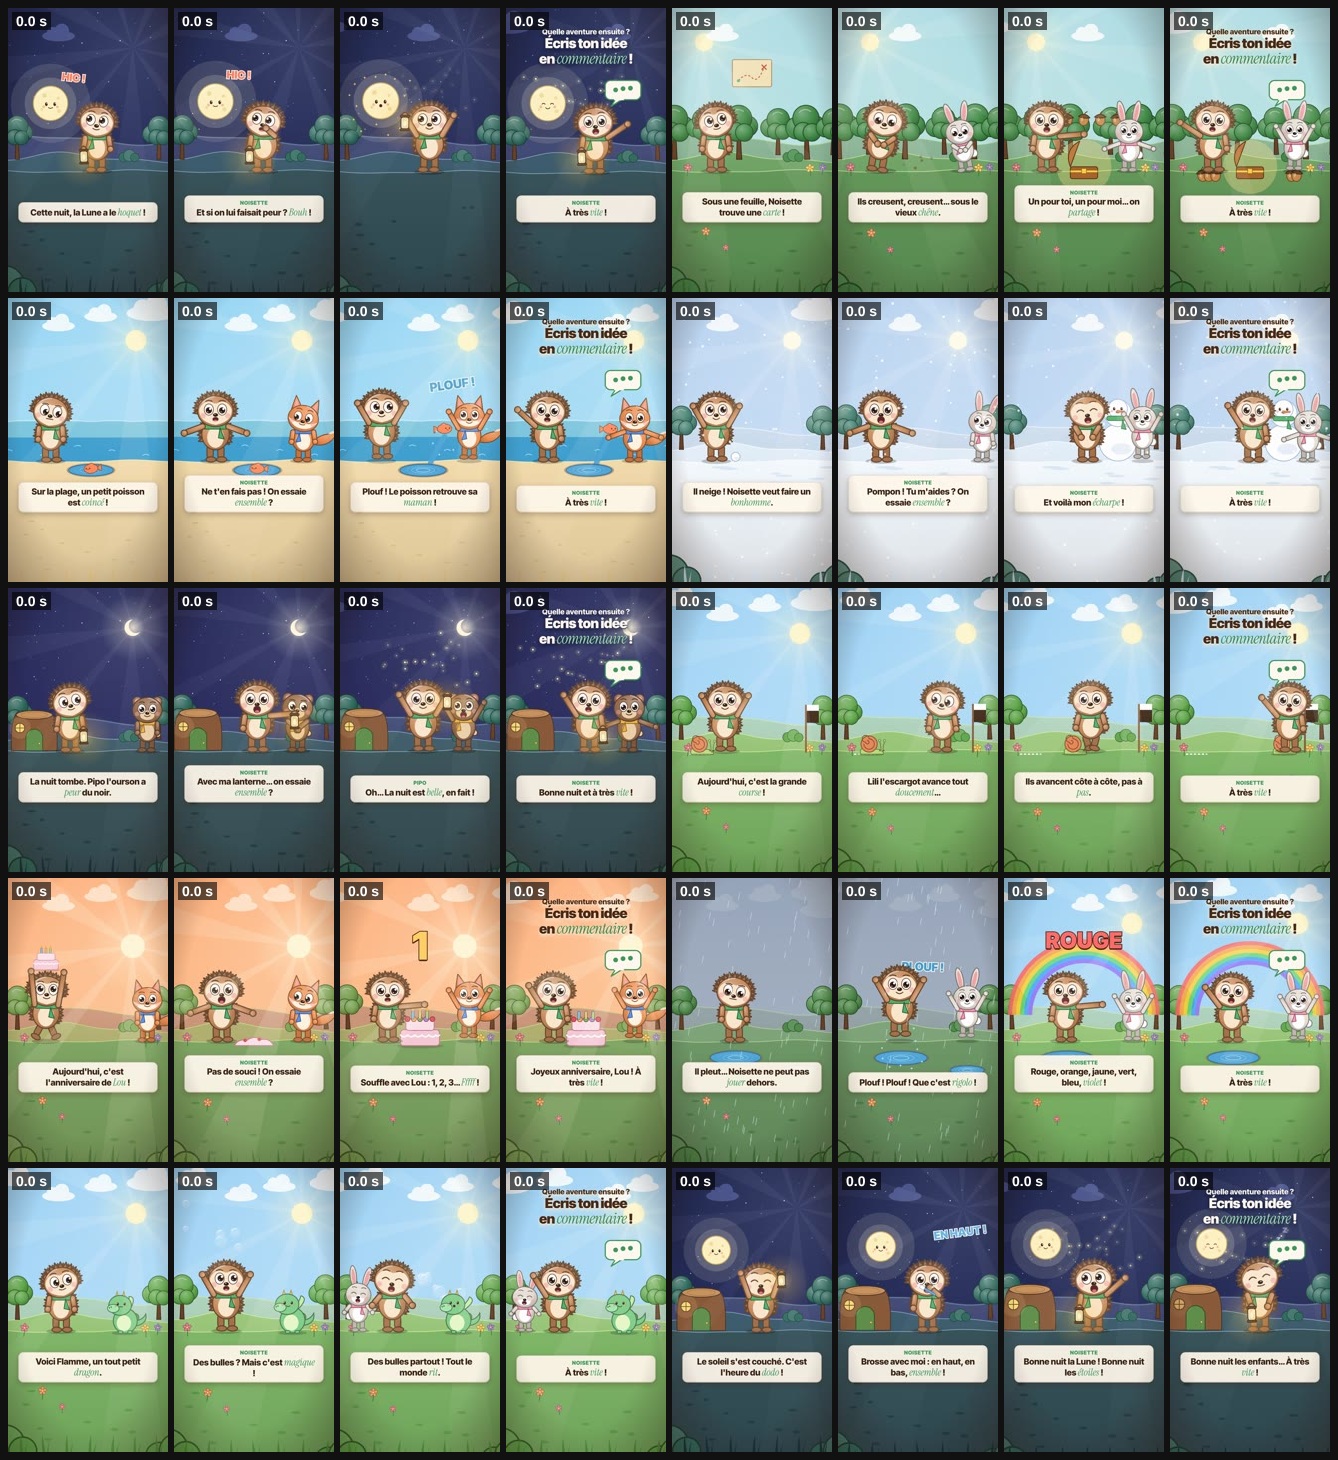 0.0 s
HIC !
Cette nuit, la Lune a le hoquet !
0.0 s
HIC !
NOISETTE
Et si on lui faisait peur ? Bouh !
0.0 s
0.0 s
Quelle aventure ensuite ?
Écris ton idée
en commentaire !
NOISETTE
À très vite !
0.0 s
Sous une feuille, Noisette
trouve une carte !
0.0 s
Ils creusent, creusent... sous le
vieux chêne.
0.0 s
NOISETTE
Un pour toi, un pour moi... on
partage !
0.0 s
Quelle aventure ensuite ?
Écris ton idée
en commentaire !
NOISETTE
À très vite !
0.0 s
Sur la plage, un petit poisson
est coincé !
0.0 s
NOISETTE
Ne t'en fais pas ! On essaie
ensemble ?
0.0 s
PLOUF !
Plouf ! Le poisson retrouve sa
maman !
0.0 s
Quelle aventure ensuite ?
Écris ton idée
en commentaire !
NOISETTE
À très vite !
0.0 s
Il neige ! Noisette veut faire un
bonhomme.
0.0 s
NOISETTE
Pompon ! Tu m'aides ? On
essaie ensemble ?
0.0 s
NOISETTE
Et voilà mon écharpe !
0.0 s
Quelle aventure ensuite ?
Écris ton idée
en commentaire !
NOISETTE
À très vite !
0.0 s
La nuit tombe. Pipo l'ourson a
peur du noir.
0.0 s
NOISETTE
Avec ma lanterne... on essaie
ensemble ?
0.0 s
PIPO
Oh... La nuit est belle, en fait !
0.0 s
Quelle aventure ensuite ?
Écris ton idée
en commentaire !
NOISETTE
Bonne nuit et à très vite !
0.0 s
Aujourd'hui, c'est la grande
course !
0.0 s
Lili l'escargot avance tout
doucement...
0.0 s
Ils avancent côte à côte, pas à
pas.
0.0 s
Quelle aventure ensuite ?
Écris ton idée
en commentaire !
NOISETTE
À très vite !
0.0 s
Aujourd'hui, c'est
l'anniversaire de Lou !
0.0 s
NOISETTE
Pas de souci ! On essaie
ensemble ?
0.0 s
1
NOISETTE
Souffle avec Lou : 1, 2, 3... Ffff !
0.0 s
Quelle aventure ensuite ?
Écris ton idée
en commentaire !
NOISETTE
Joyeux anniversaire, Lou ! À
très vite !
0.0 s
Il pleut... Noisette ne peut pas
jouer dehors.
0.0 s
PLOUF !
Plouf ! Plouf ! Que c'est rigolo !
0.0 s
ROUGE
NOISETTE
Rouge, orange, jaune, vert,
bleu, violet !
0.0 s
Quelle aventure ensuite ?
Écris ton idée
en commentaire !
NOISETTE
À très vite !
0.0 s
Voici Flamme, un tout petit
dragon.
0.0 s
NOISETTE
Des bulles ? Mais c'est magique
!
0.0 s
Des bulles partout ! Tout le
monde rit.
0.0 s
Quelle aventure ensuite ?
Écris ton idée
en commentaire !
NOISETTE
À très vite !
0.0 s
Le soleil s'est couché. C'est
l'heure du dodo !
0.0 s
EN HAUT !
NOISETTE
Brosse avec moi : en haut, en
bas, ensemble !
0.0 s
NOISETTE
Bonne nuit la Lune ! Bonne nuit
les étoiles !
0.0 s
Quelle aventure ensuite ?
Écris ton idée
en commentaire !
NOISETTE
Bonne nuit les enfants... À très
vite !